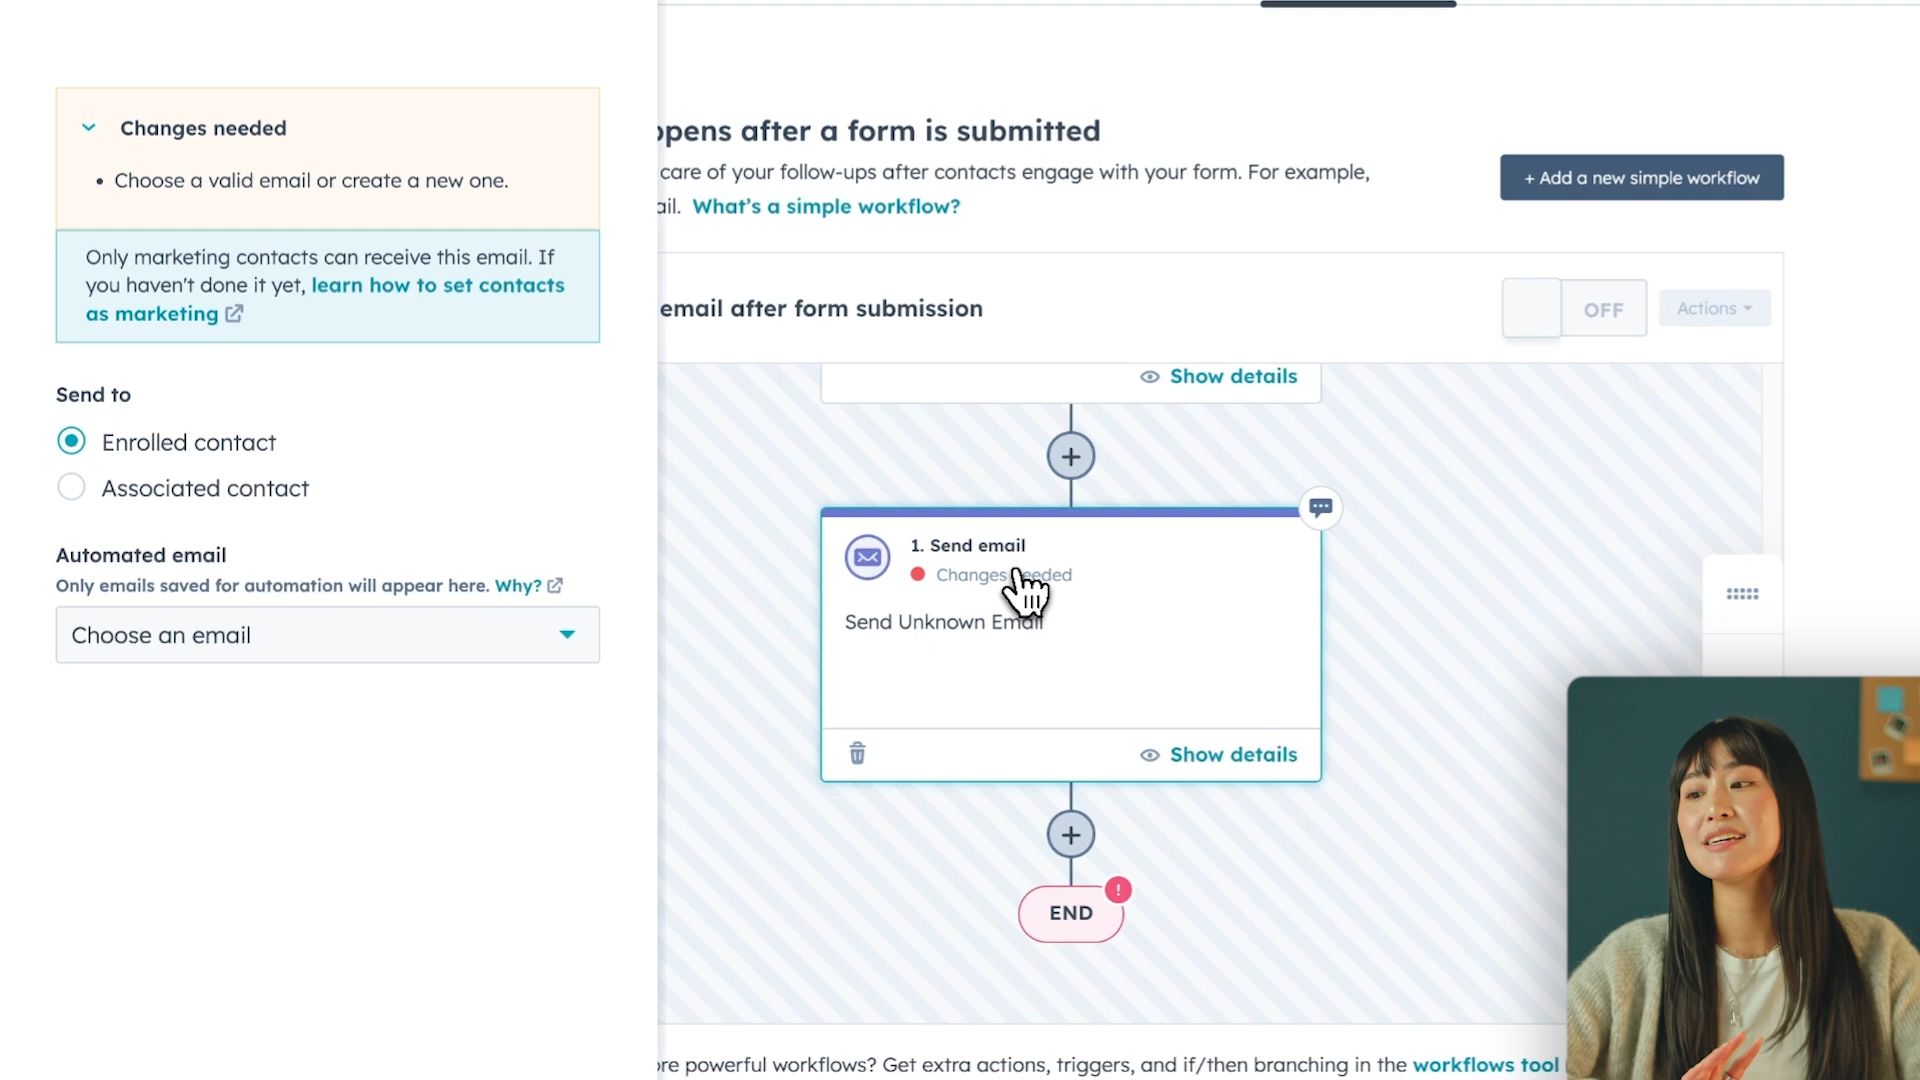 Changes needed
• Choose a valid email or create a new one.
Only marketing contacts can receive this email. If
you haven't done it yet, learn how to set contacts
as marketing
Send to
Enrolled contact
Associated contact
Automated email
Only emails saved for automation will appear here. Why?
Choose an email
after a form is submitted
care of your follow-ups after contacts engage with your form. For example,
What's a simple workflow?
+ Add a new simple workflow
email after form submission
OFF
Actions
Show details
1. Send email
Changes needed
Send Unknown Email
Show details
!
END
powerful workflows? Get extra actions, triggers, and if/then branching in the workflows tool